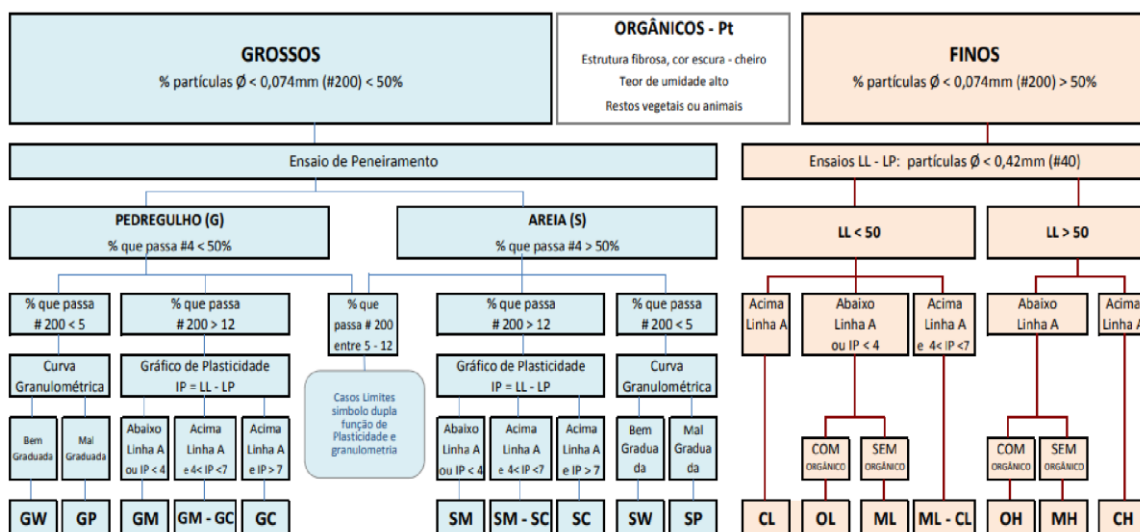 GROSSOS
% partículas Ø < 0,074mm (#200) < 50%
ORGÂNICOS - Pt
Estrutura fibrosa, cor escura - cheiro
Teor de umidade alto
Restos vegetais ou animais
FINOS
% partículas Ø < 0,074mm (#200) > 50%
Ensaio de Peneiramento
Ensaios LL - LP: partículas Ø < 0,42mm (#40)
PEDREGULHO (G)
% que passa #4 < 50%
AREIA (S)
% que passa #4 > 50%
LL < 50
LL > 50
% que passa
# 200 < 5
% que passa
# 200 > 12
% que
passa # 200
entre 5 - 12
% que passa
# 200 > 12
% que passa
# 200 < 5
Acima
Linha A
Abaixo
Linha A
ou IP < 4
Acima
Linha A
e 4< IP <7
Abaixo
Linha A
Acima
Linha A
Curva
Granulométrica
Gráfico de Plasticidade
IP = LL - LP
Casos Limites
simbolo dupla
função de
Plasticidade e
granulometria
Gráfico de Plasticidade
IP = LL - LP
Curva
Granulométrica
Bem
Graduada
Mal
Graduada
Abaixo
Linha A
ou IP < 4
Acima
Linha A
e 4< IP <7
Acima
Linha A
e IP > 7
Abaixo
Linha A
ou IP < 4
Acima
Linha A
e 4< IP <7
Acima
Linha A
e IP > 7
Bem
Gradua
da
Mal
Gradua
da
COM
ORGÂNICO
SEM
ORGÂNICO
COM
ORGÂNICO
SEM
ORGÂNICO
GW
GP
GM
GM - GC
GC
SM
SM - SC
SC
SW
SP
CL
OL
ML
ML - CL
OH
MH
CH